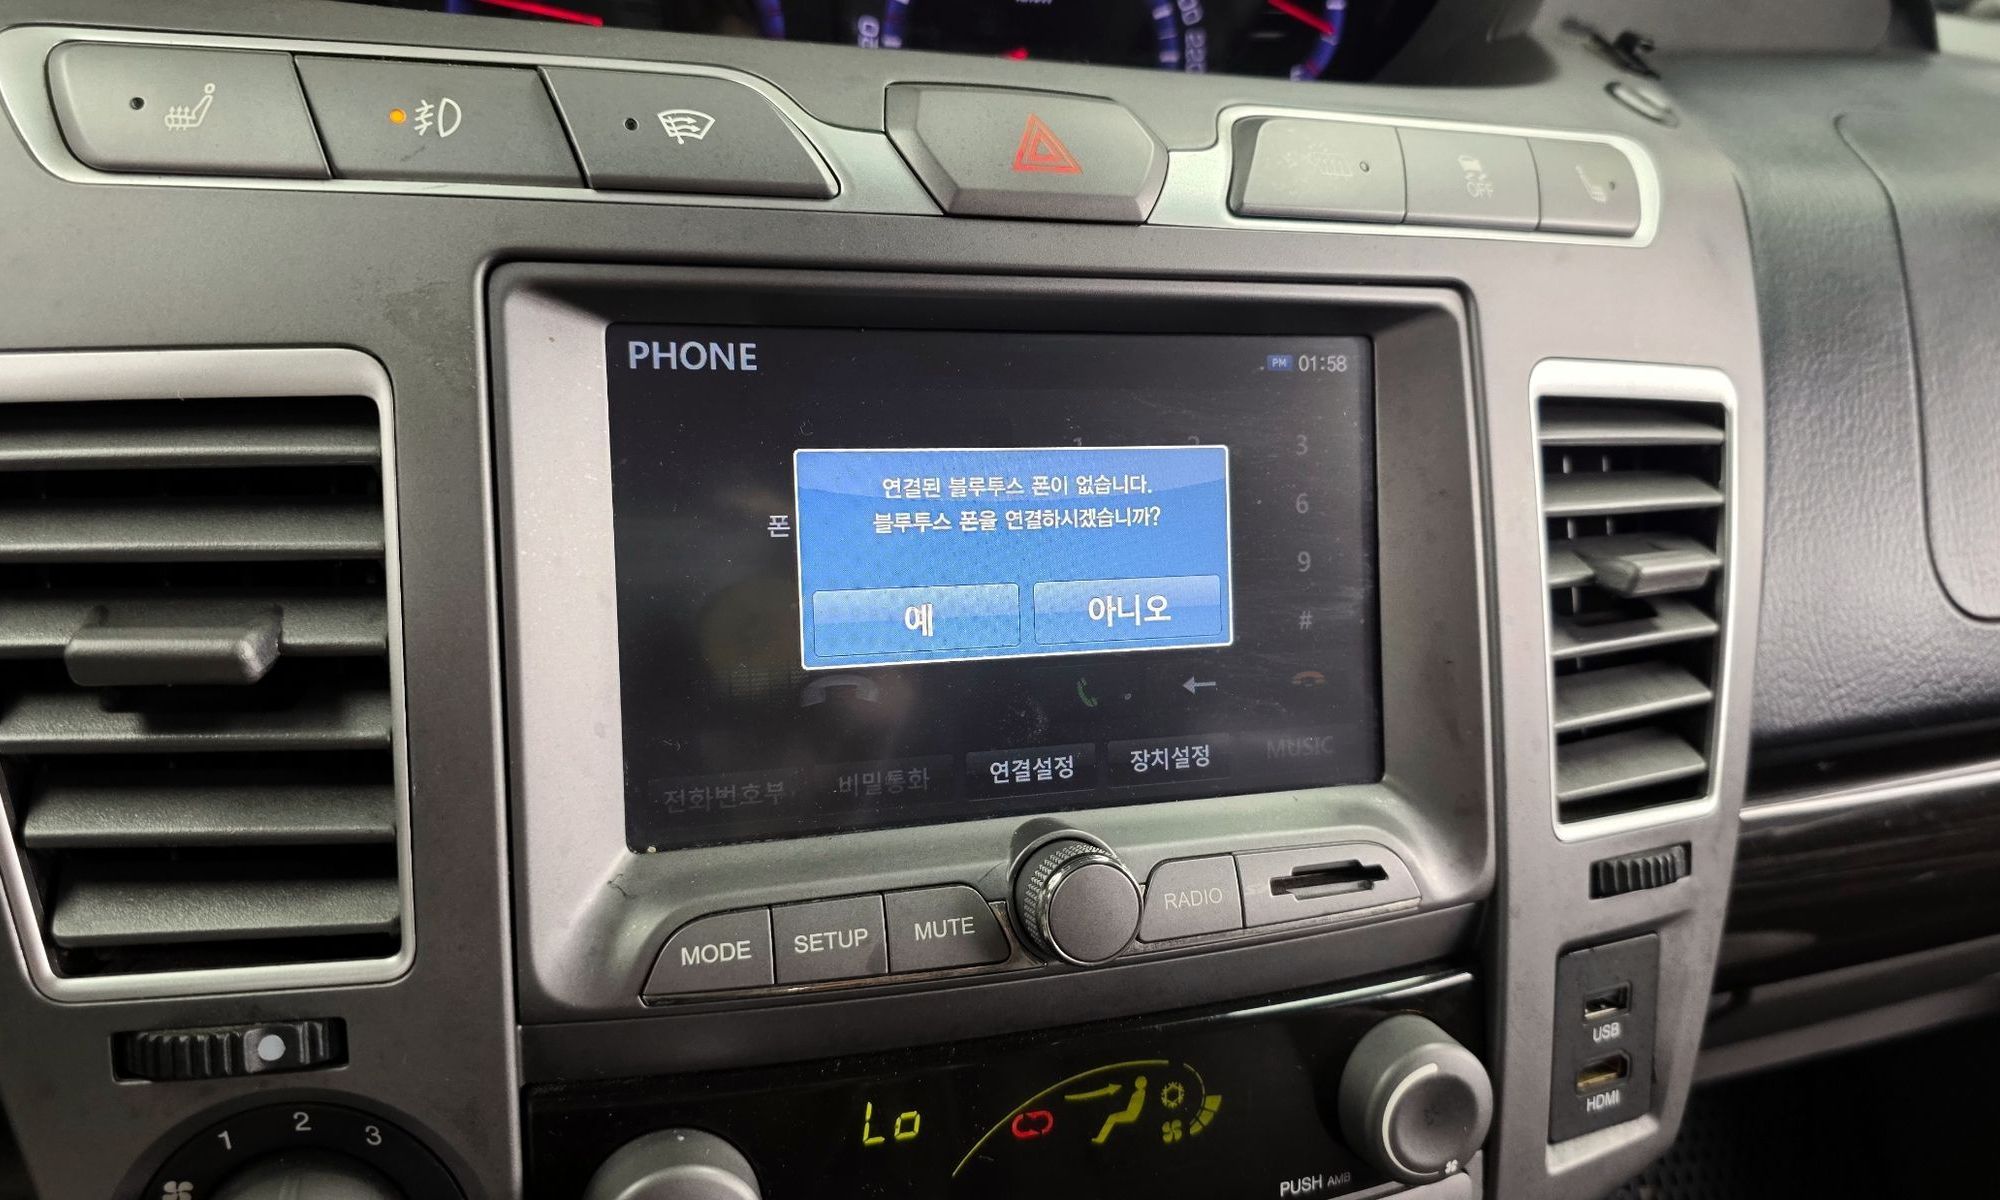 220
OFF
PHONE
PM 01:58
1 2 3
연결된 블루투스 폰이 없습니다.
블루투스 폰을 연결하시겠습니까?
폰
6
9
예 아니오
#
전화번호부 비밀통화 연결설정 장치설정 MUSIC
MODE SETUP MUTE RADIO
USB
HDMI
Lo
1 2 3
PUSH AMB